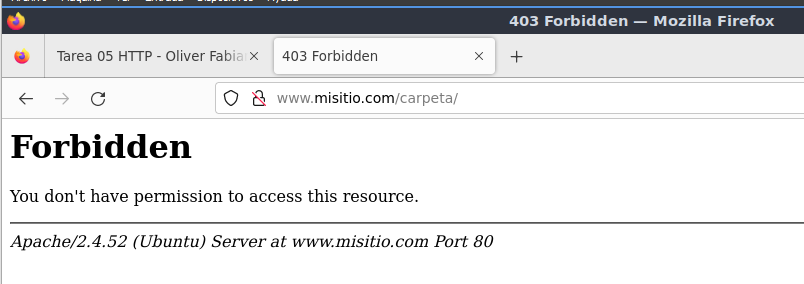 403 Forbidden — Mozilla Firefox
Tarea 05 HTTP - Oliver Fabia
403 Forbidden
www.misitio.com/carpeta/
Forbidden
You don't have permission to access this resource.
Apache/2.4.52 (Ubuntu) Server at www.misitio.com Port 80